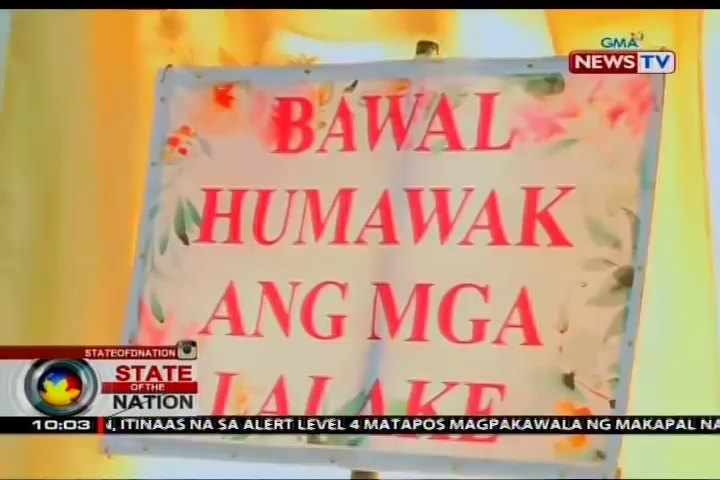 GMA
NEWS TV
BAWAL
HUMAWAK
ANG MGA
LALAKE
STATEOFDNATION
STATE
OF THE
NATION
10:03
, ITINAAS NA SA ALERT LEVEL 4 MATAPOS MAGPAKAWALA NG MAKAPAL NA